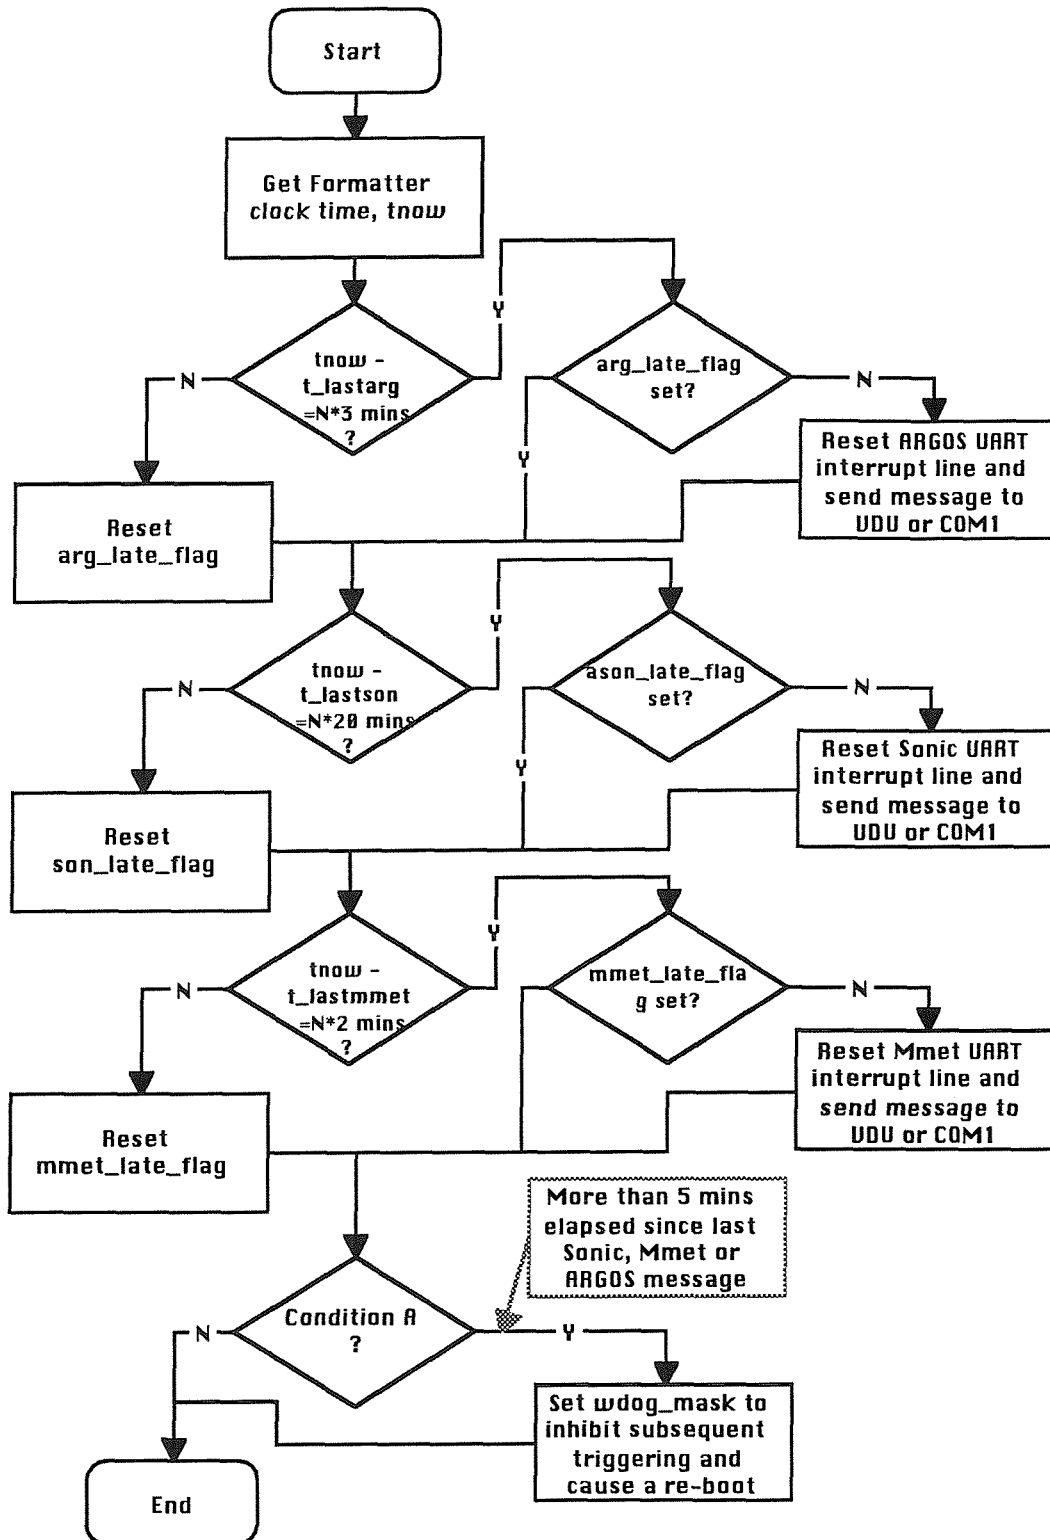 Start
Get Formatter
clock time, tnow
Y
tnow -
t_lastarg
=N*3 mins
?
N
arg_late_flag
set?
N
Y
Reset ARGOS UART
interrupt line and
send message to
VDU or COM1
Reset
arg_late_flag
Y
tnow -
t_lastson
=N*20 mins
?
N
ason_late_flag
set?
N
Y
Reset Sonic UART
interrupt line and
send message to
VDU or COM1
Reset
son_late_flag
Y
tnow -
t_lastmmet
=N*2 mins
?
N
mmet_late_fla
g set?
N
Reset Mmet UART
interrupt line and
send message to
VDU or COM1
Reset
mmet_late_flag
More than 5 mins
elapsed since last
Sonic, Mmet or
ARGOS message
Condition A
?
N
Y
Set wdog_mask to
inhibit subsequent
triggering and
cause a re-boot
End